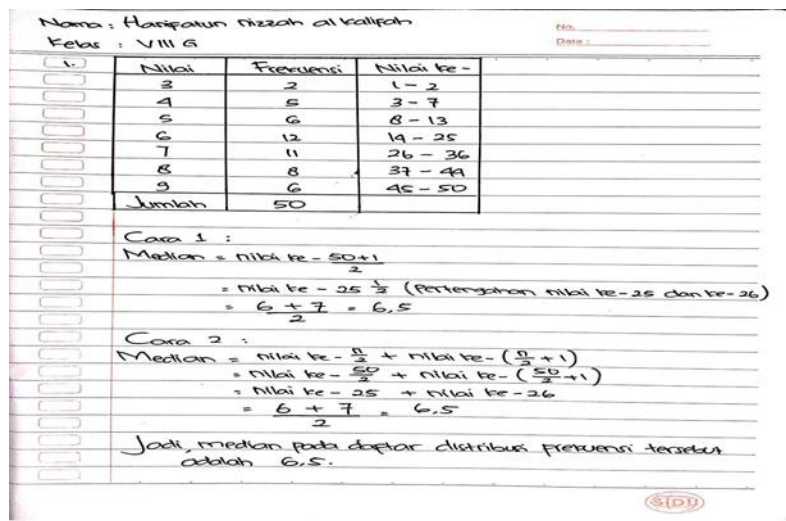 Nama : Hanifatun nizzah al kalifah
No.
Kelas : VIII G
Date :
1.
Nilai Frekuensi Nilai ke-
3 2 1 - 2
4 5 3 - 7
5 6 8 - 13
6 12 14 - 25
7 11 26 - 36
8 8 37 - 44
9 6 45 - 50
Jumlah 50
Cara 1 :
Median = nilai ke - 50+1/2
= nilai ke - 25 1/2 (Pertengahan nilai ke-25 dan ke-26)
= 6 + 7/2 = 6,5
Cara 2 :
Median = nilai ke - n/2 + nilai ke - (n/2 + 1)
= nilai ke - 50/2 + nilai ke - (50/2 + 1)
= nilai ke - 25 + nilai ke - 26
= 6 + 7/2 = 6,5
Jadi, median pada daftar distribusi frekuensi tersebut
adalah 6,5.
SIDU